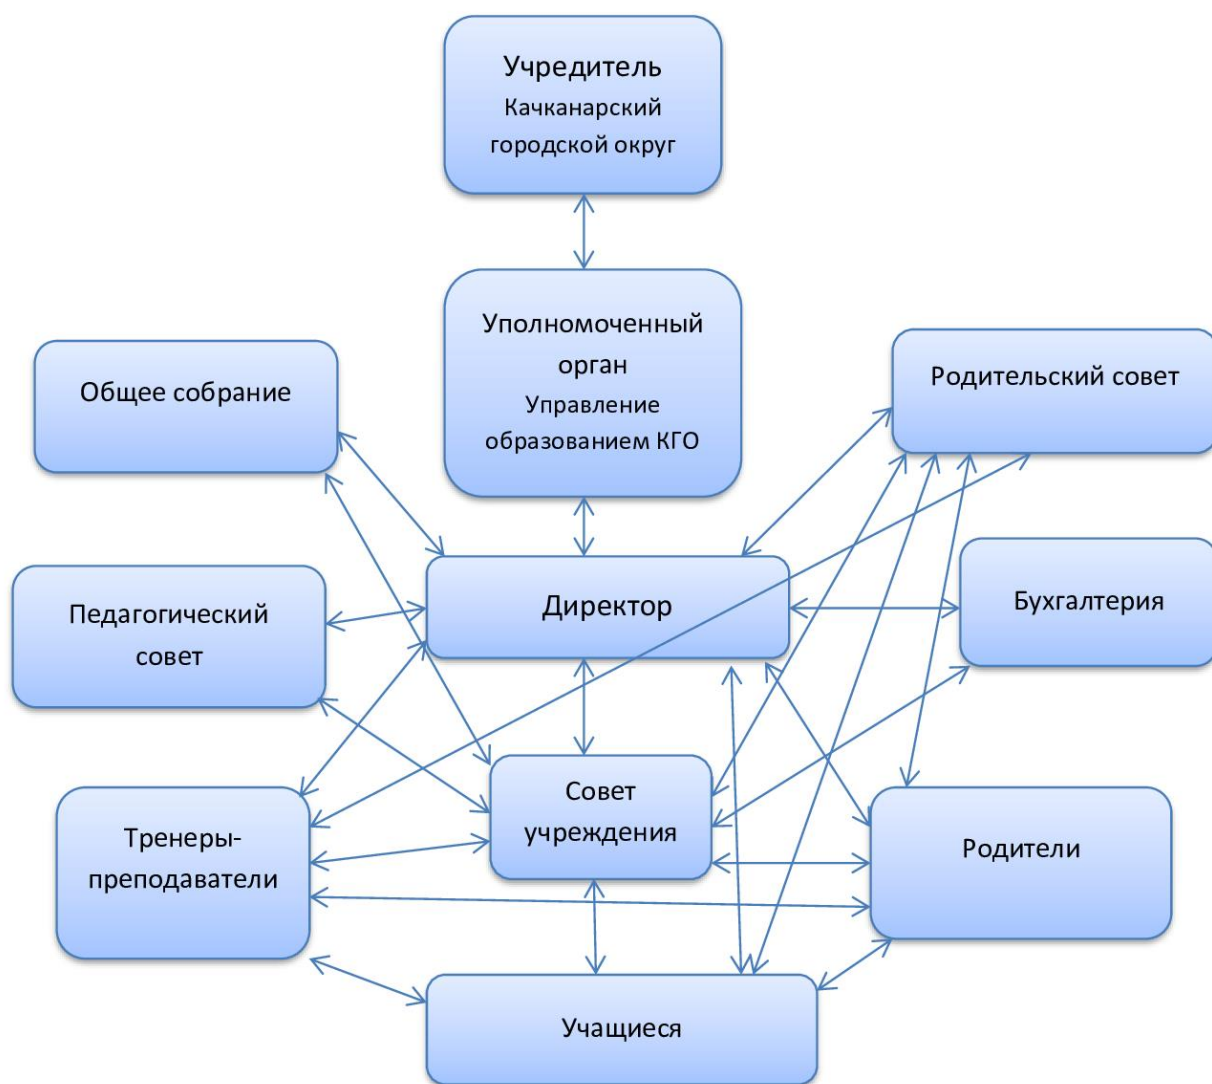 Учредитель
Качканарский
городской округ
Уполномоченный
орган
Управление
образованием КГО
Общее собрание
Родительский совет
Педагогический
совет
Директор
Бухгалтерия
Тренеры-
преподаватели
Совет
учреждения
Родители
Учащиеся